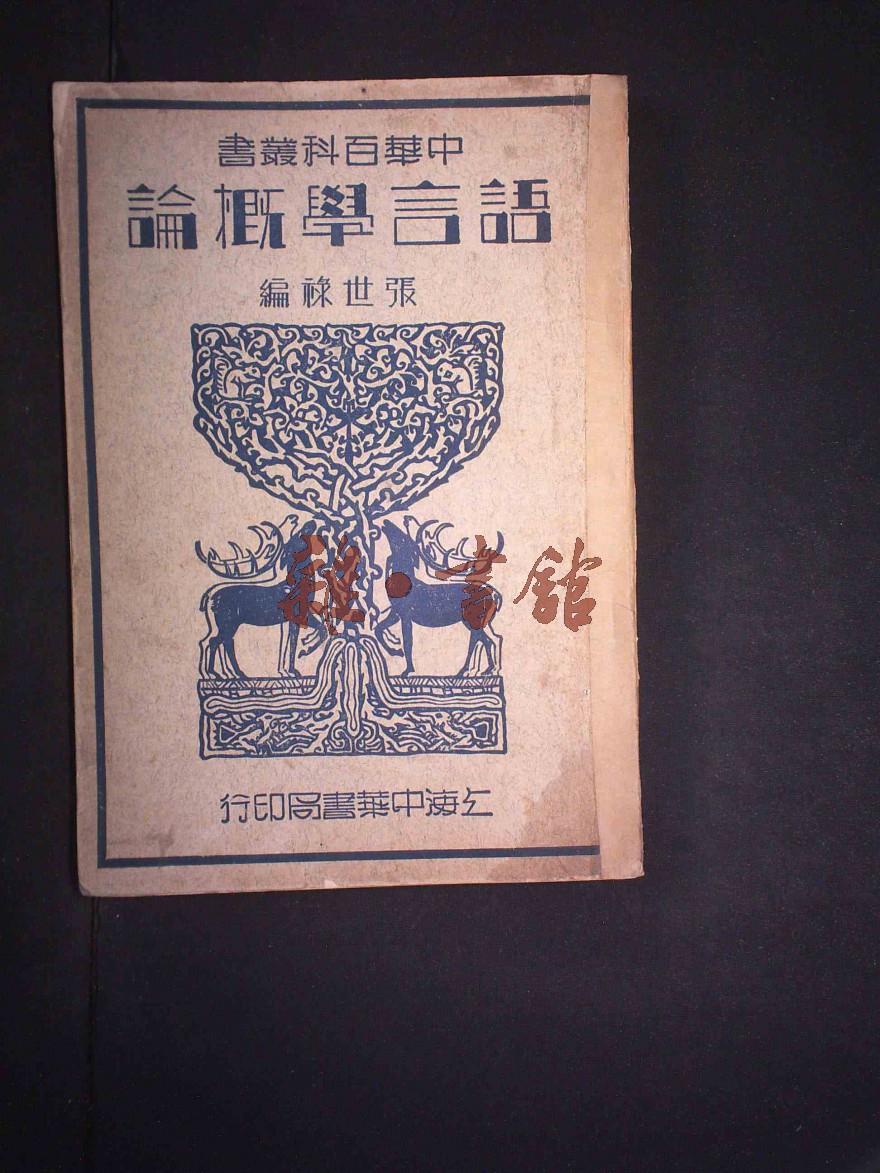 中華百科叢書
語言學概論
張世祿編
雜·書館
上海中華書局印行